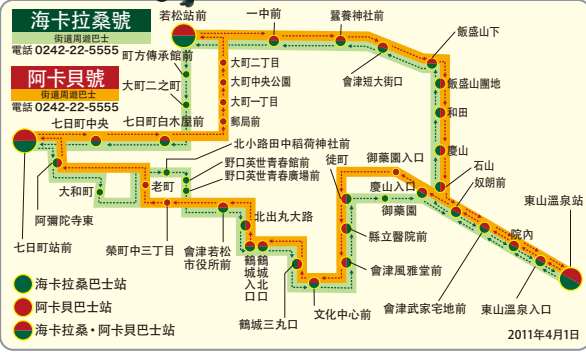 海卡拉桑號
街道周遊巴士
電話 0242-22-5555
阿卡貝號
街道周遊巴士
電話 0242-22-5555
若松站前
一中前
蠶養神社前
飯盛山下
會津短大街口
町方傳承館前
大町二丁目
大町二之町
大町中央公園
大町一丁目
郵局前
七日町中央
七日町白木屋前
飯盛山團地
和田
慶山
石山
奴朗前
北小路田中稻荷神社前
野口英世青春館前
野口英世青春廣場前
徒町
御藥園入口
慶山入口
御藥園
東山溫泉站
老町
大和町
阿彌陀寺東
七日町站前
榮町中三丁目
會津若松
市役所前
北出丸大路
鶴城入口
鶴城北口
縣立醫院前
會津風雅堂前
院內
鶴城三丸口
文化中心前
會津武家宅地前
東山溫泉入口
海卡拉桑巴士站
阿卡貝巴士站
海卡拉桑・阿卡貝巴士站
2011年4月1日